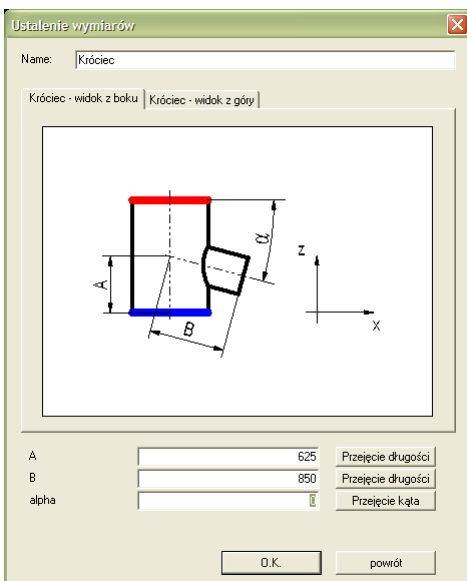 Ustalenie wymiarów
Name: Króciec
Króciec - widok z boku Króciec - widok z góry
α
z
A
B
x
A 625 Przejęcie długości
B 850 Przejęcie długości
alpha 0 Przejęcie kąta
O.K. powrót